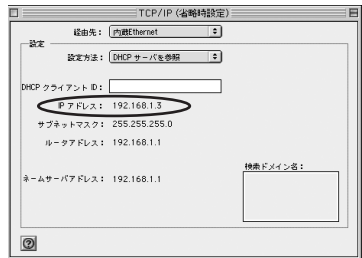 TCP/IP (省略時設定)
経由先： 内蔵Ethernet
設定
設定方法： DHCP サーバを参照
DHCP クライアント ID：
IP アドレス： 192.168.1.3
サブネットマスク： 255.255.255.0
ルータアドレス： 192.168.1.1
検索ドメイン名：
ネームサーバアドレス： 192.168.1.1
?